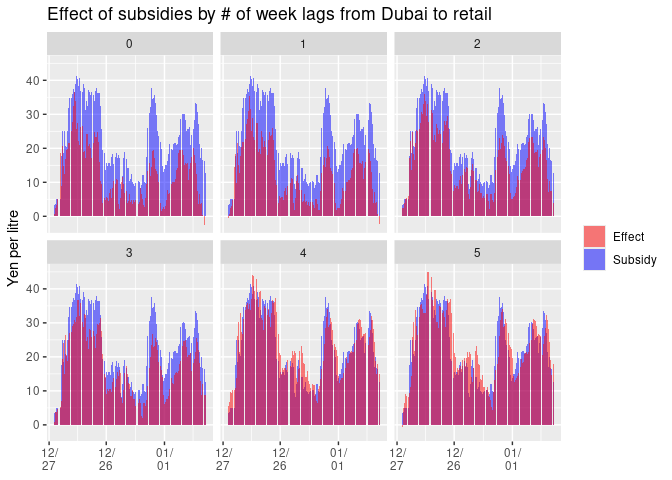 Effect of subsidies by # of week lags from Dubai to retail
0 1 2
40
30
20
10
0
3 4 5
40
30
20
10
0
Yen per litre
12/ 12/ 01/ 12/ 12/ 01/ 12/ 12/ 01/
27 26 01 27 26 01 27 26 01
Effect
Subsidy